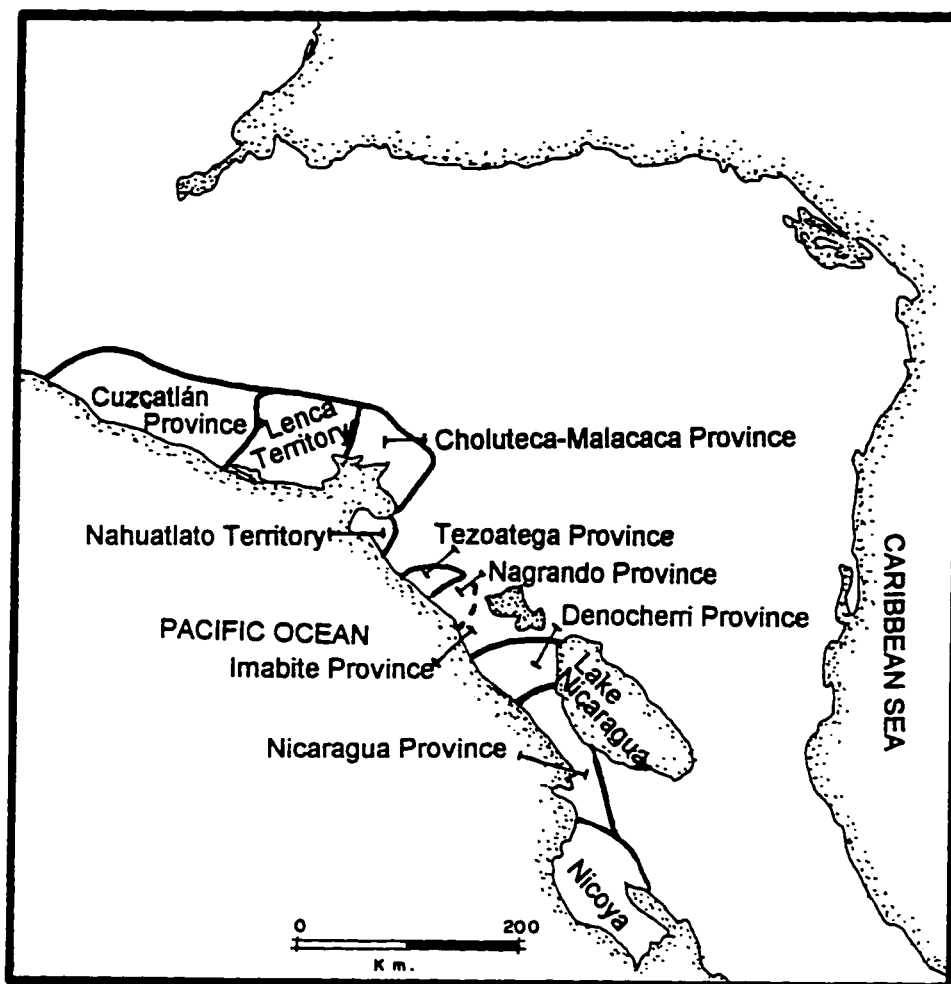 Cuzcatlán
Province
Lenca
Territory
Choluteca-Malacaca Province
Nahuatlato Territory
Tezoatega Province
Nagrando Province
Denocherri Province
PACIFIC OCEAN
Imabite Province
Lake
Nicaragua
CARIBBEAN SEA
Nicaragua Province
Nicoya
0 200
Km.